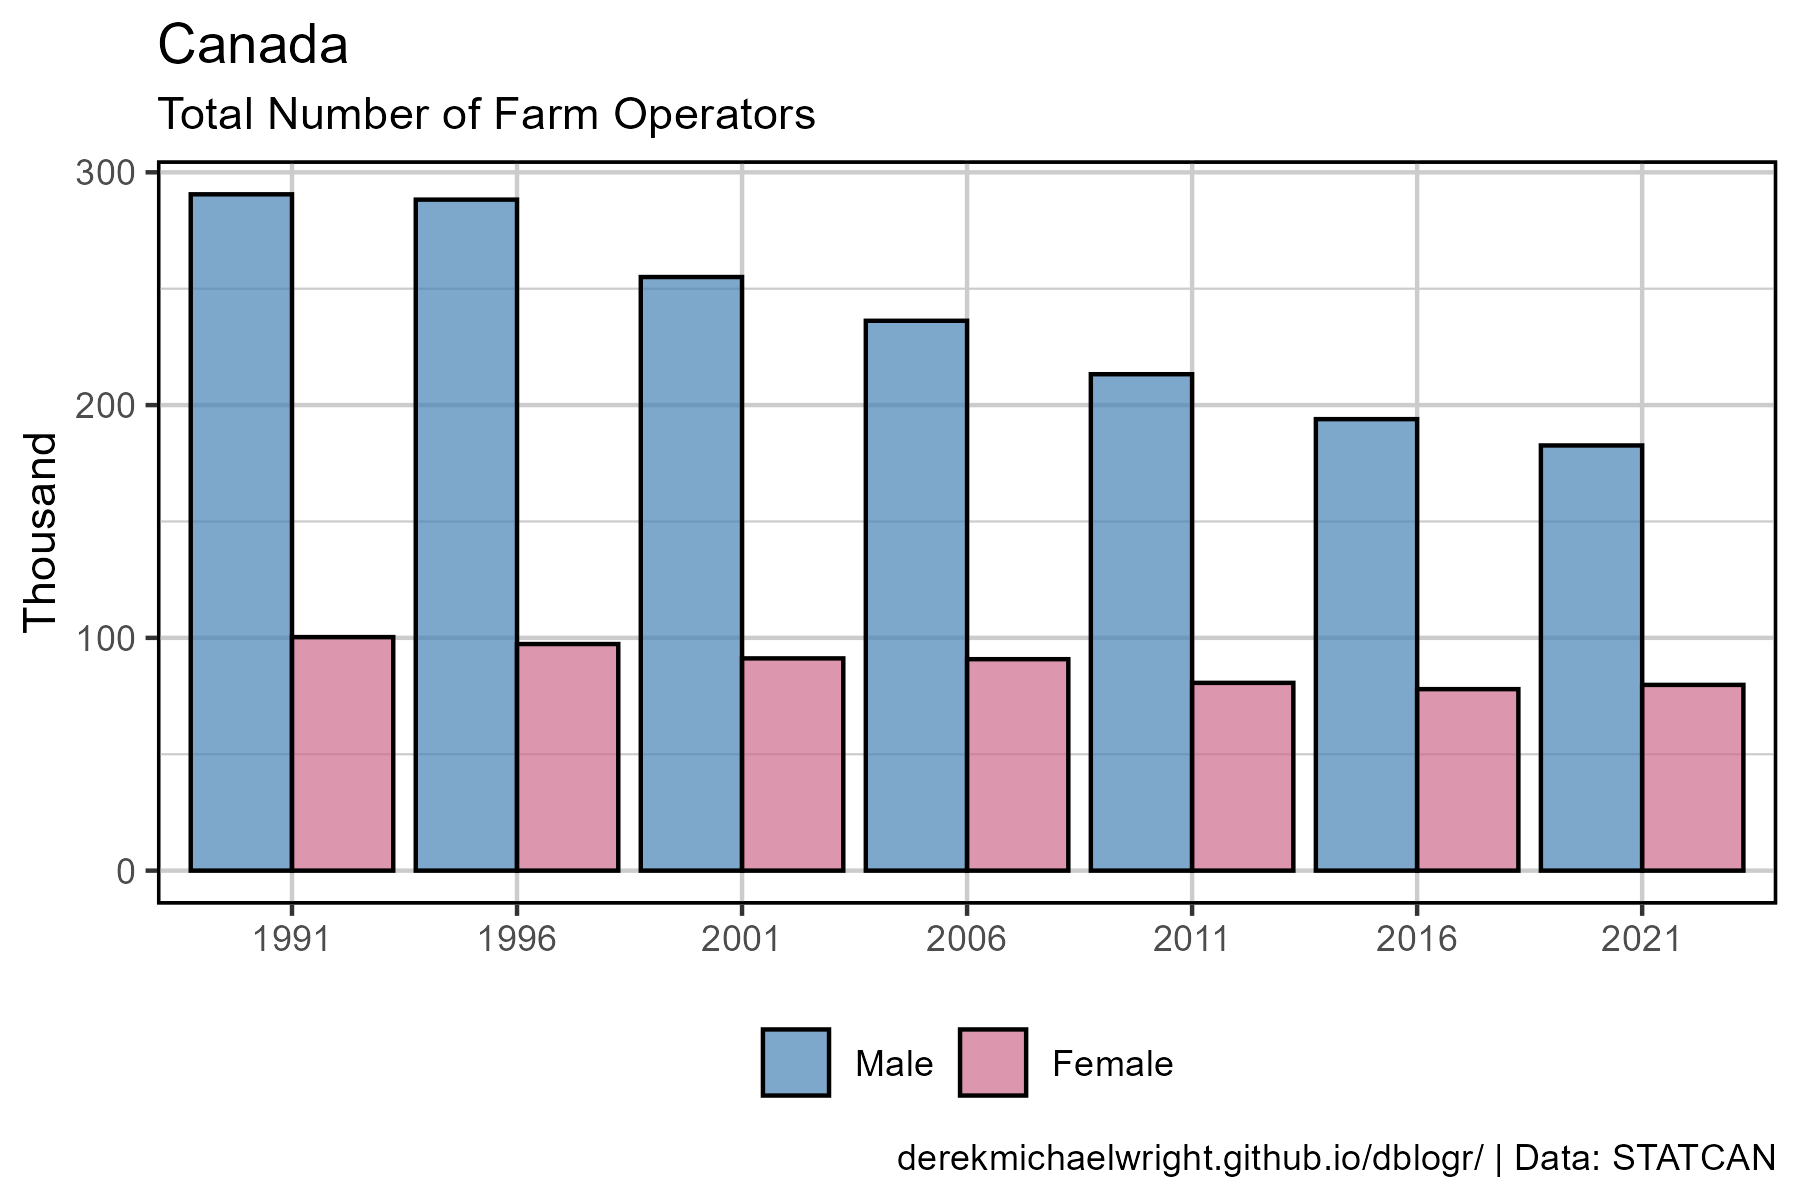 Canada
Total Number of Farm Operators
Thousand
300
200
100
0
1991 1996 2001 2006 2011 2016 2021
Male Female
derekmichaelwright.github.io/dblogr/ | Data: STATCAN